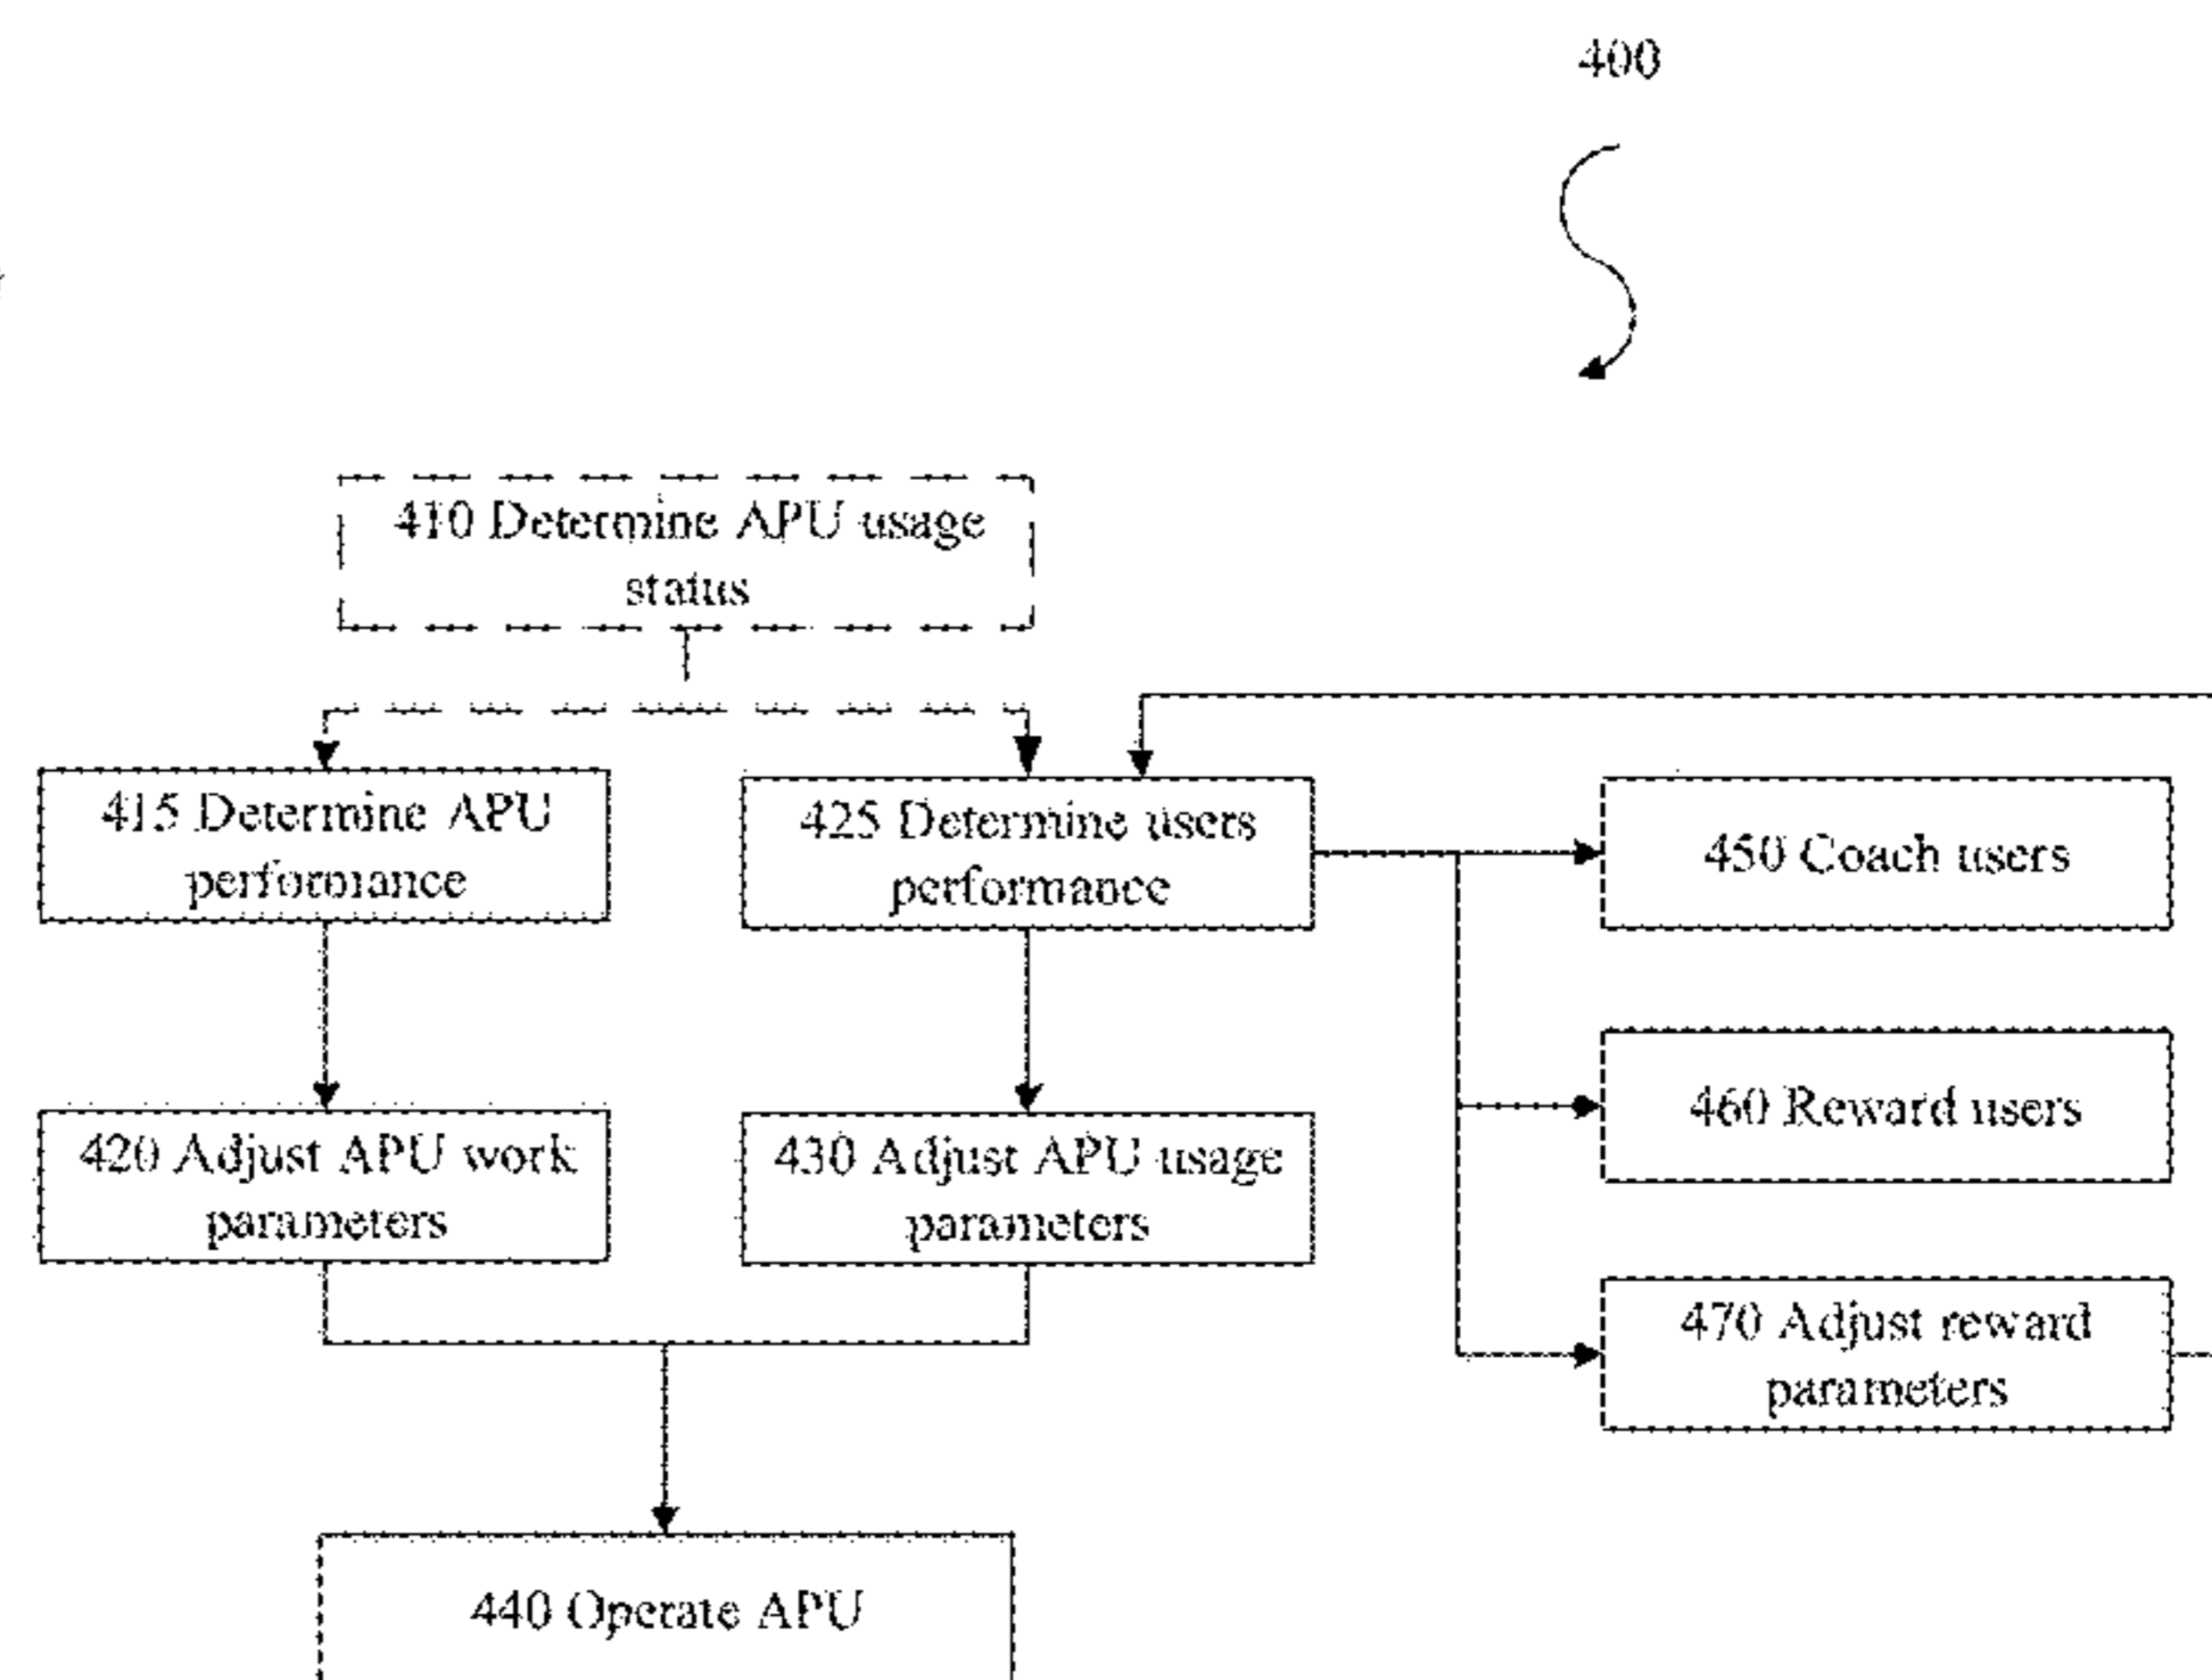 400
410 Determine APU usage
status
415 Determine APU
performance
425 Determine users
performance
450 Coach users
460 Reward users
420 Adjust APU work
parameters
430 Adjust APU usage
parameters
470 Adjust reward
parameters
440 Operate APU